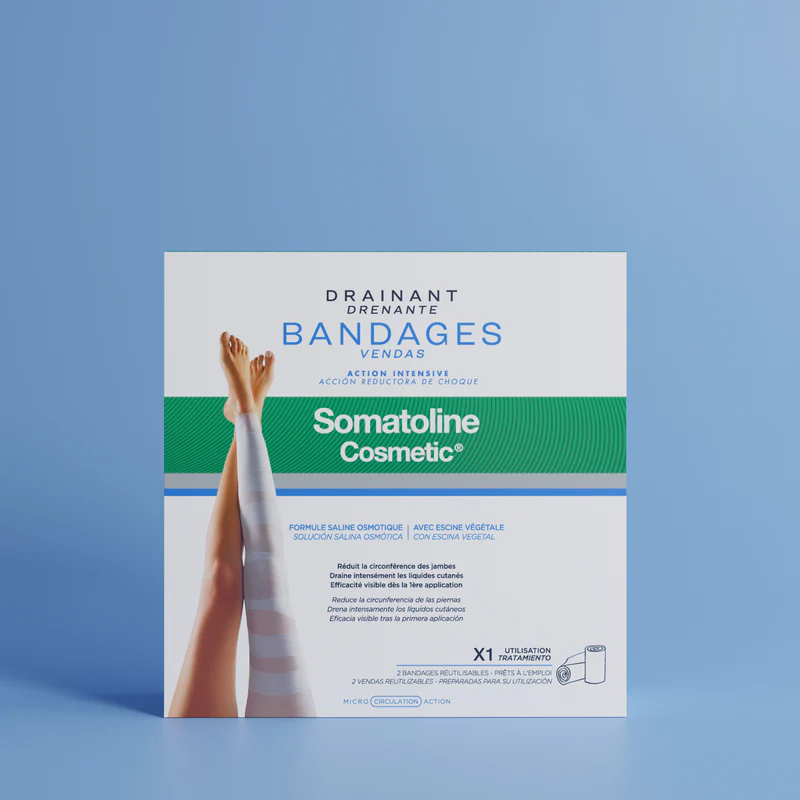 DRAINANT
DRENANTE
BANDAGES
VENDAS
ACTION INTENSIVE
ACCIÓN REDUCTORA DE CHOQUE
Somatoline
Cosmetic®
FORMULE SALINE OSMOTIQUE | AVEC ESCINE VÉGÉTALE
SOLUCIÓN SALINA OSMÓTICA | CON ESCINA VEGETAL
Réduit la circonférence des jambes
Draine intensément les liquides cutanés
Efficacité visible dès la 1ère application
Reduce la circunferencia de las piernas
Drena intensamente los líquidos cutáneos
Eficacia visible tras la primera aplicación
X1 UTILISATION
TRATAMIENTO
2 BANDAGES RÉUTILISABLES - PRÊTS À L'EMPLOI
2 VENDAS REUTILIZABLES - PREPARADAS PARA SU UTILIZACIÓN
MICRO CIRCULATION ACTION